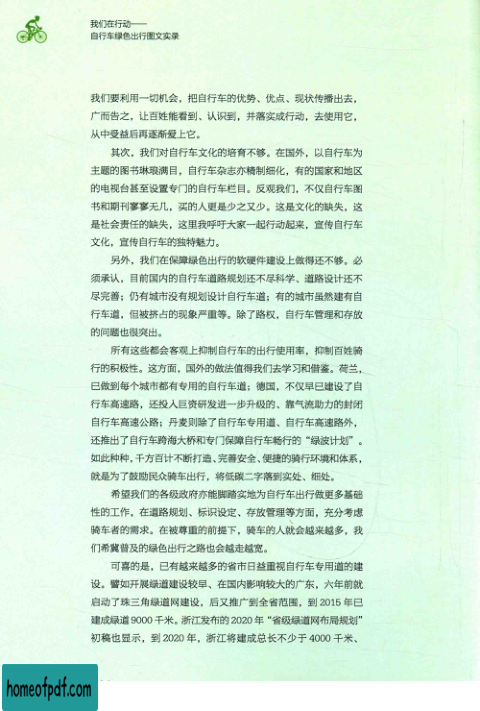 我们在行动——
自行车绿色出行图文实录
我们要利用一切机会，把自行车的优势、优点、现状传播出去，
广而告之，让百姓能看到、认识到，并落实成行动，去使用它，
从中受益后再逐渐爱上它。
其次，我们对自行车文化的培育不够。在国外，以自行车为
主题的图书琳琅满目，自行车杂志亦精制细化，有的国家和地区
的电视台甚至设置专门的自行车栏目。反观我们，不仅自行车图
书和期刊寥寥无几，买的人更是少之又少。这是文化的缺失，这
是社会责任的缺失，这里我呼吁大家一起行动起来，宣传自行车
文化，宣传自行车的独特魅力。
另外，我们在保障绿色出行的软硬件建设上做得还不够。必
须承认，目前国内的自行车道路规划还不尽科学、道路设计还不
尽完善；仍有城市没有规划设计自行车道；有的城市虽然建有自
行车道，但被挤占的现象严重等。除了路权，自行车管理和存放
的问题也很突出。
所有这些都会客观上抑制自行车的出行使用率，抑制百姓骑
行的积极性。这方面，国外的做法值得我们去学习和借鉴。荷兰，
已做到每个城市都有专用的自行车道；德国，不仅早已建设了自
行车高速路，还投入巨资研发进一步升级的、靠气流助力的封闭
自行车高速公路；丹麦则除了自行车专用道、自行车高速路外，
还推出了自行车跨海大桥和专门保障自行车畅行的“绿波计划”。
如此种种，千方百计不断打造、完善安全、便捷的骑行环境和体系，
就是为了鼓励民众骑车出行，将低碳二字落到实处、细处。
希望我们的各级政府亦能脚踏实地为自行车出行做更多基础
性的工作，在道路规划、标识设定、存放管理等方面，充分考虑
骑车者的需求。在被尊重的前提下，骑车的人就会越来越多，我
们希冀普及的绿色出行之路也会越走越宽。
可喜的是，已有越来越多的省市日益重视自行车专用道的建
设。譬如开展绿道建设较早、在国内影响较大的广东，六年前就
启动了珠三角绿道网建设，后又推广到全省范围，到 2015 年已
建成绿道 9000 千米。浙江发布的 2020 年“省级绿道网布局规划”
初稿也显示，到 2020 年，浙江将建成总长不少于 4000 千米、
homeofpdf.com